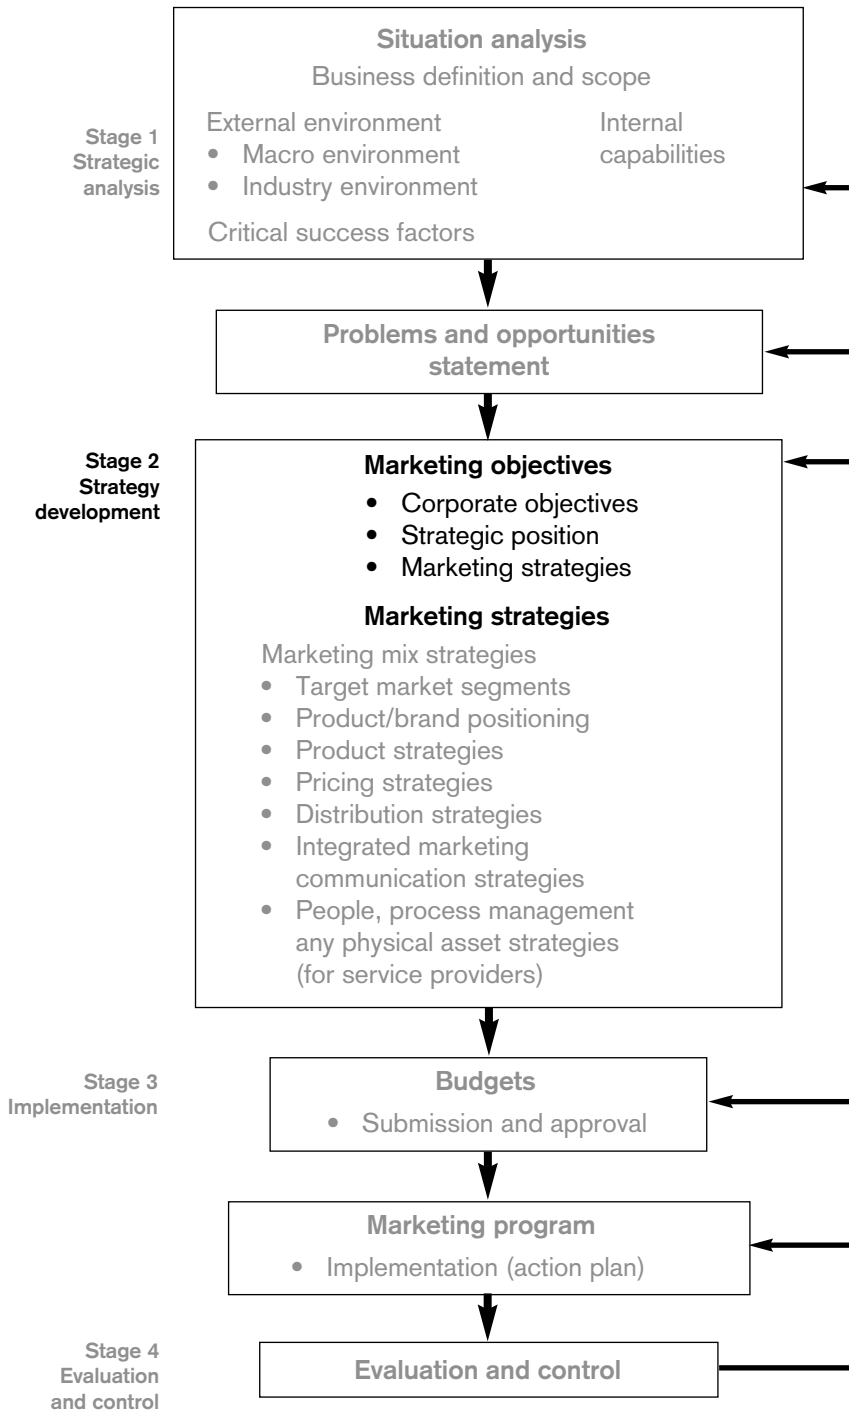 Situation analysis
Business definition and scope
Stage 1
Strategic
analysis
External environment
• Macro environment
• Industry environment
Internal
capabilities
Critical success factors
Problems and opportunities
statement
Stage 2
Strategy
development
Marketing objectives
• Corporate objectives
• Strategic position
• Marketing strategies
Marketing strategies
Marketing mix strategies
• Target market segments
• Product/brand positioning
• Product strategies
• Pricing strategies
• Distribution strategies
• Integrated marketing
communication strategies
• People, process management
any physical asset strategies
(for service providers)
Stage 3
Implementation
Budgets
• Submission and approval
Marketing program
• Implementation (action plan)
Stage 4
Evaluation
and control
Evaluation and control